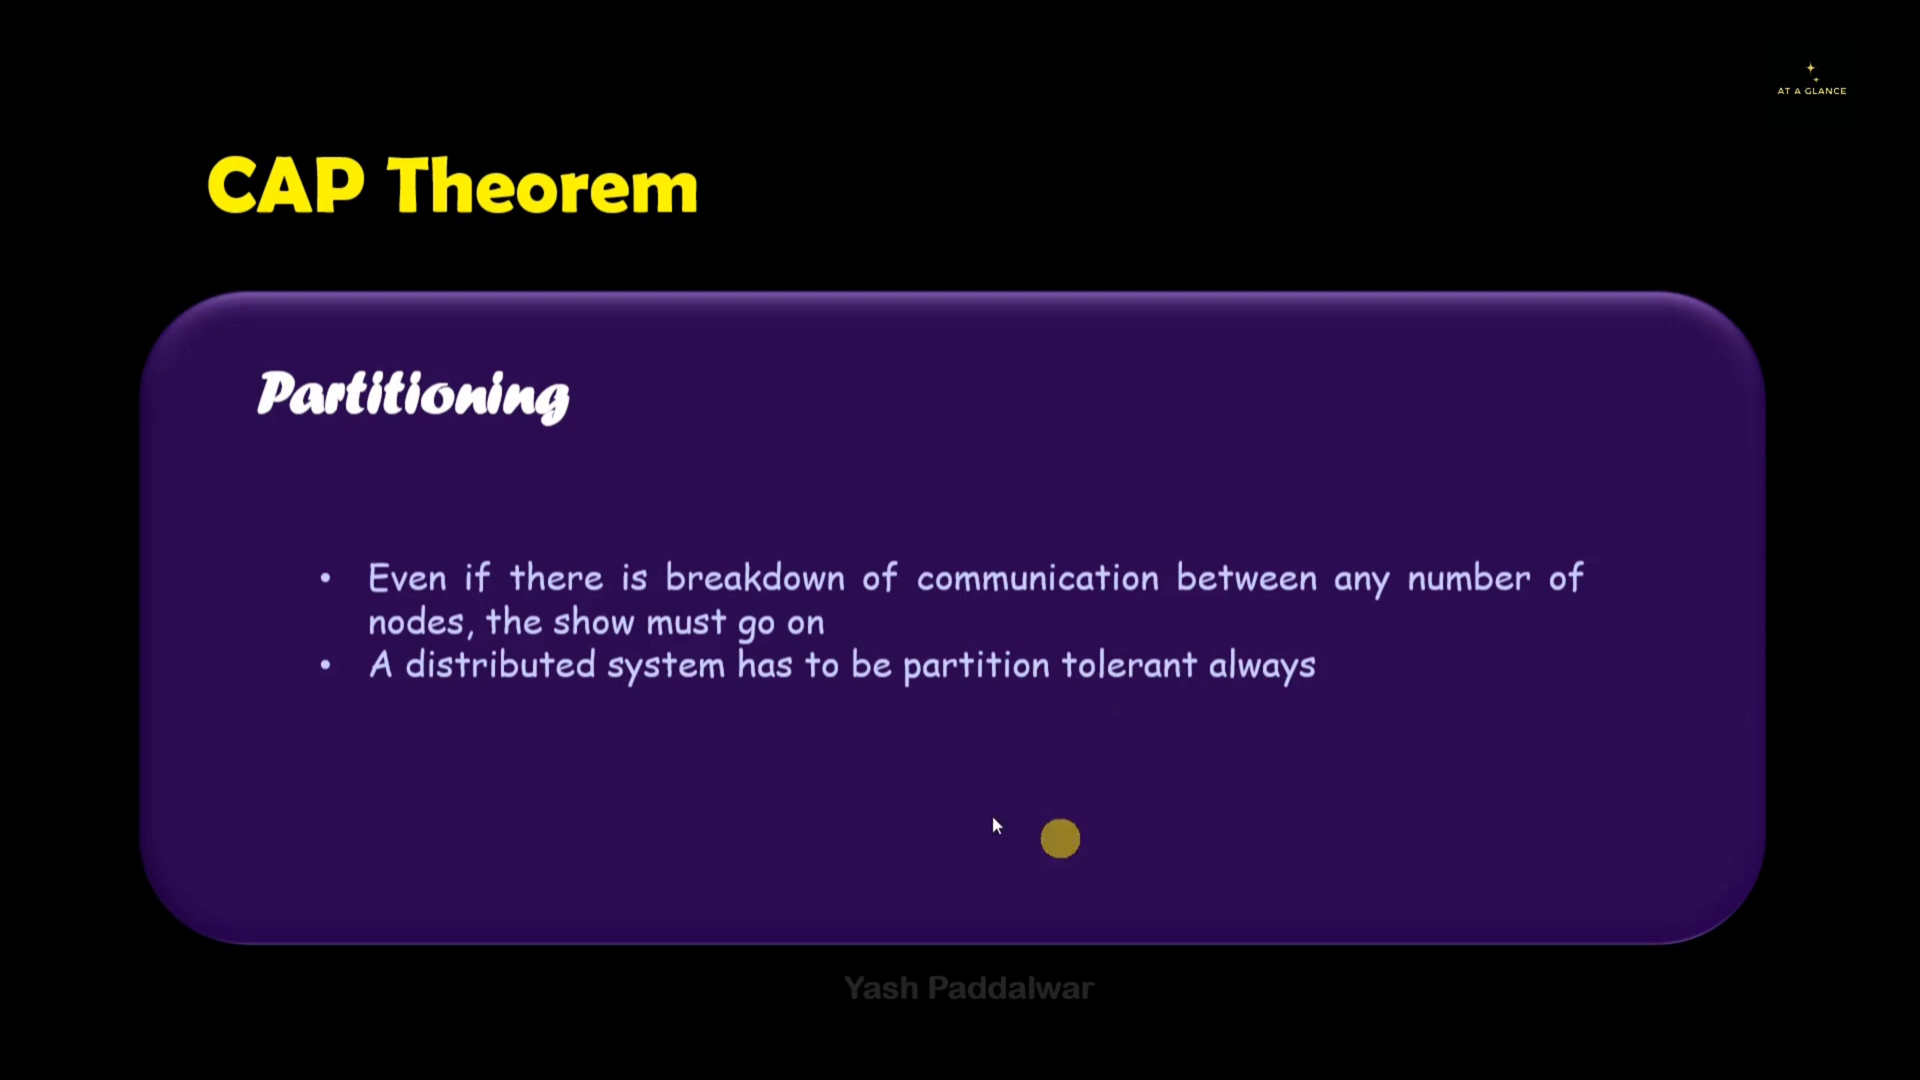 AT A GLANCE
CAP Theorem
Partitioning
• Even if there is breakdown of communication between any number of
nodes, the show must go on
• A distributed system has to be partition tolerant always
Yash Paddalwar